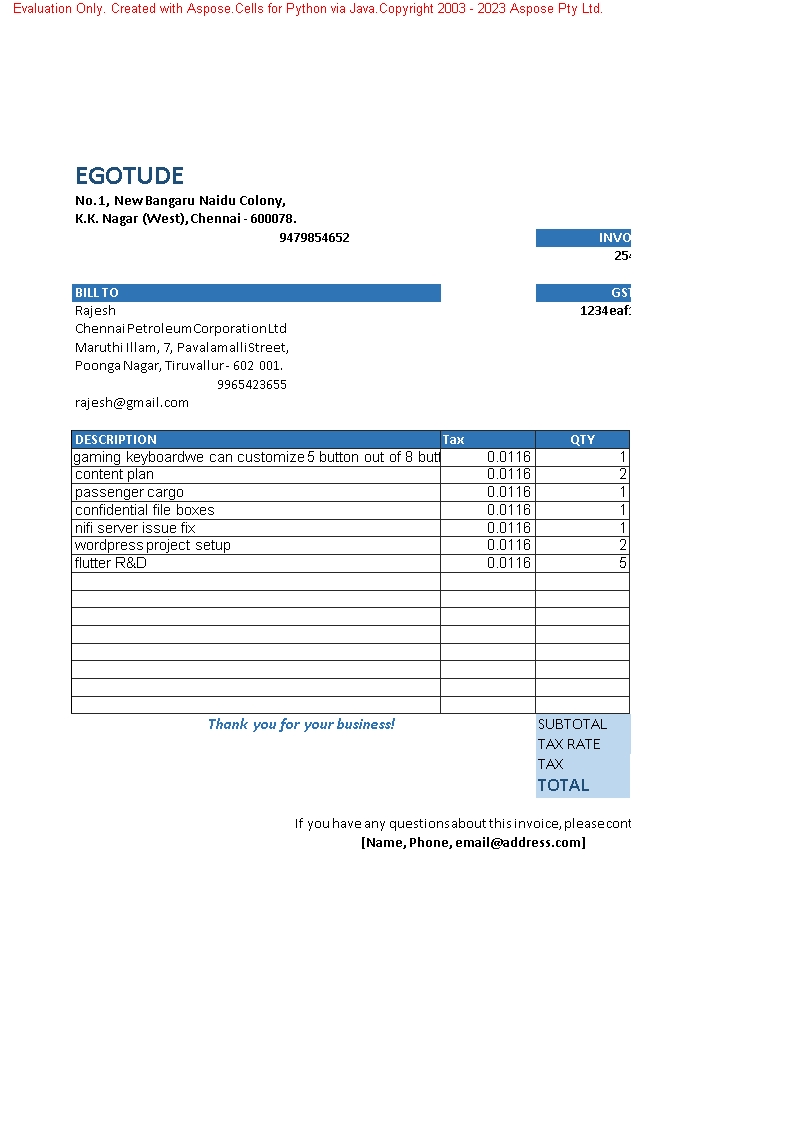 Evaluation Only. Created with Aspose.Cells for Python via Java.Copyright 2003 - 2023 Aspose Pty Ltd.
EGOTUDE
No.1, New Bangaru Naidu Colony,
K.K. Nagar (West), Chennai - 600078.
9479854652 INVO
254
BILL TO GST
Rajesh 1234eaf1
Chennai Petroleum Corporation Ltd
Maruthi Illam, 7, Pavalamalli Street,
Poonga Nagar, Tiruvallur - 602 001.
9965423655
rajesh@gmail.com
DESCRIPTION Tax QTY
gaming keyboardwe can customize 5 button out of 8 butt 0.0116 1
content plan 0.0116 2
passenger cargo 0.0116 1
confidential file boxes 0.0116 1
nifi server issue fix 0.0116 1
wordpress project setup 0.0116 2
flutter R&D 0.0116 5
Thank you for your business! SUBTOTAL
TAX RATE
TAX
TOTAL
If you have any questions about this invoice, please cont
[Name, Phone, email@address.com]